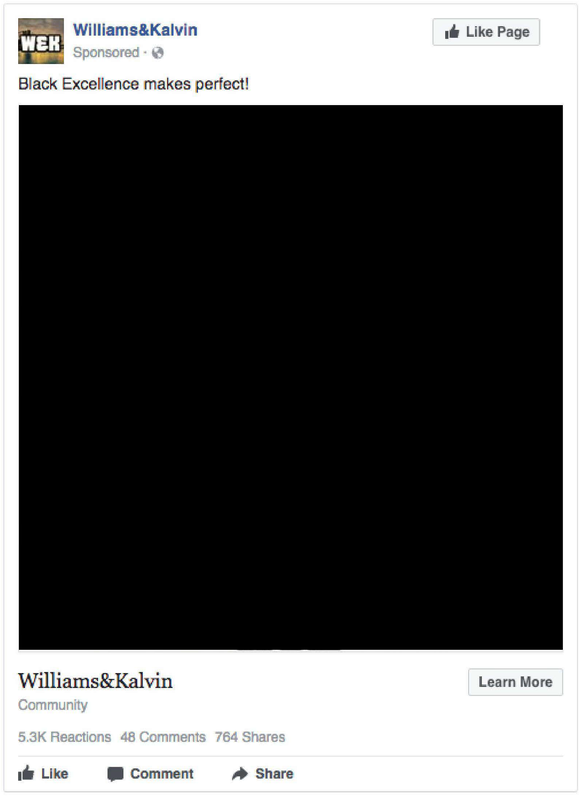 W&K
Williams&Kalvin
Like Page
Sponsored ·
Black Excellence makes perfect!
Williams&Kalvin
Learn More
Community
5.3K Reactions 48 Comments 764 Shares
Like Comment Share